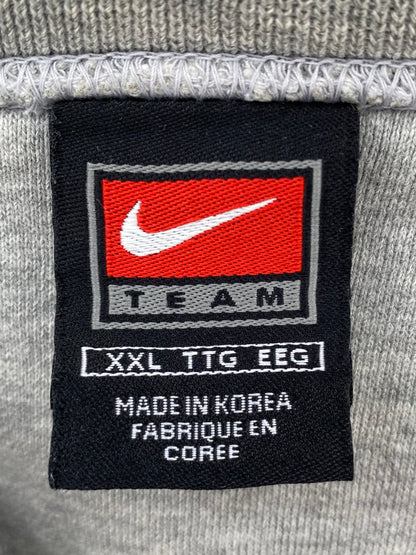 TEAM
XXL TTG EEG
MADE IN KOREA
FABRIQUE EN
COREE